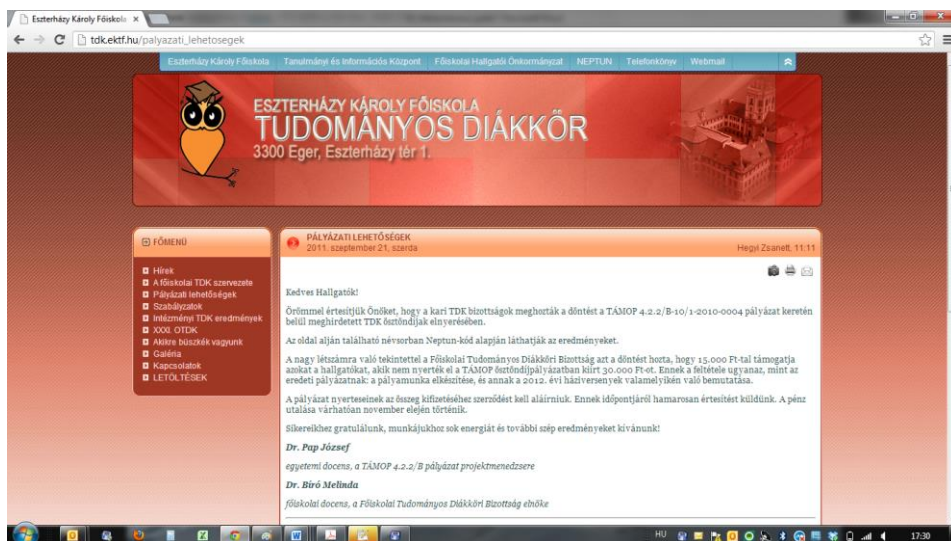 Eszterházy Károly Főiskola
tdk.ektf.hu/palyazati_lehetosegek
Eszterházy Károly Főiskola Tanulmányi és Információs Központ Főiskolai Hallgatói Önkormányzat NEPTUN Telefonkönyv Webmail
ESZTERHÁZY KÁROLY FŐISKOLA
TUDOMÁNYOS DIÁKKÖR
3300 Eger, Eszterházy tér 1.
FŐMENÜ
Hírek
A főiskolai TDK szervezete
Pályázati lehetőségek
Szabályzatok
Intézményi TDK eredmények
XXXI. OTDK
Akikre büszkék vagyunk
Galéria
Kapcsolatok
LETÖLTÉSEK
PÁLYÁZATI LEHETŐSÉGEK
2011. szeptember 21, szerda Hegyi Zsanett, 11:11
Kedves Hallgatók!
Örömmel értesítjük Önöket, hogy a kari TDK bizottságok meghozták a döntést a TÁMOP 4.2.2/B-10/1-2010-0004 pályázat keretén
belül meghirdetett TDK ösztöndíjak elnyerésében.
Az oldal alján található névsorban Neptun-kód alapján láthatják az eredményeket.
A nagy létszámra való tekintettel a Főiskolai Tudományos Diákköri Bizottság azt a döntést hozta, hogy 15.000 Ft-tal támogatja
azokat a hallgatókat, akik nem nyerték el a TÁMOP ösztöndíjpályázatban kiírt 30.000 Ft-ot. Ennek a feltétele ugyanaz, mint az
eredeti pályázatnak: a pályamunka elkészítése, és annak a 2012. évi háziversenyek valamelyikén való bemutatása.
A pályázat nyerteseinek az összeg kifizetéséhez szerződést kell aláírniuk. Ennek időpontjáról hamarosan értesítést küldünk. A pénz
utalása várhatóan november elején történik.
Sikereikhez gratulálunk, munkájukhoz sok energiát és további szép eredményeket kívánunk!
Dr. Pap József
egyetemi docens, a TÁMOP 4.2.2/B pályázat projektmenedzsere
Dr. Bíró Melinda
főiskolai docens, a Főiskolai Tudományos Diákköri Bizottság elnöke
HU 17:30